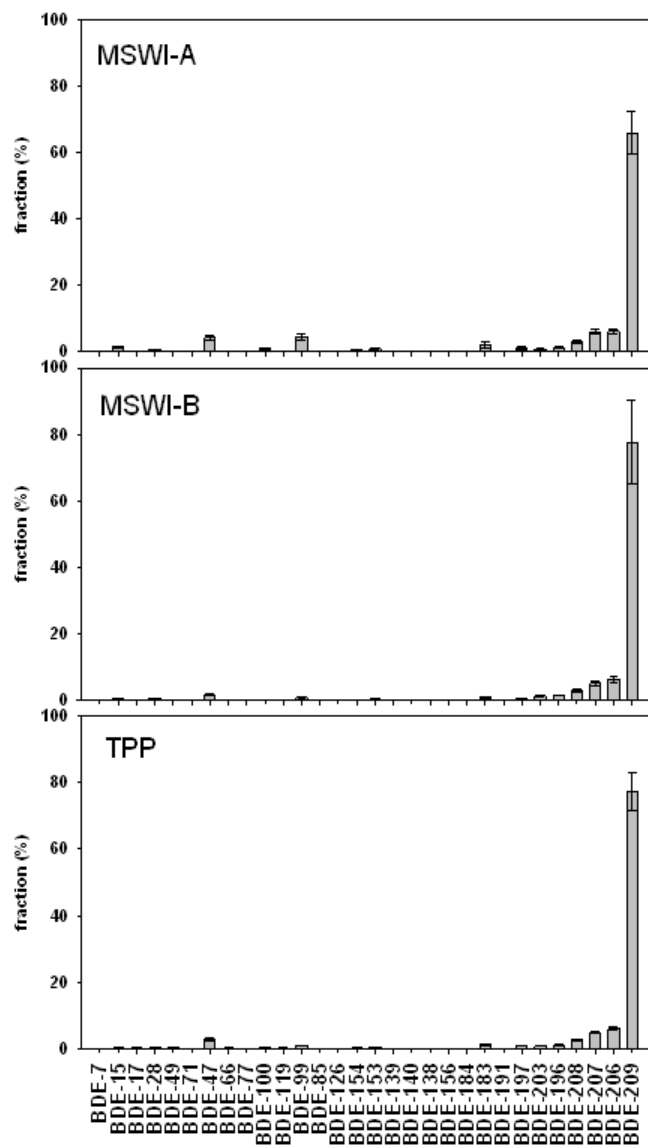 100
80
60
40
20
0
fraction (%)
MSWI-A
100
80
60
40
20
0
fraction (%)
MSWI-B
100
80
60
40
20
0
fraction (%)
TPP
BDE-7
BDE-15
BDE-17
BDE-28
BDE-49
BDE-71
BDE-47
BDE-66
BDE-77
BDE-100
BDE-119
BDE-99
BDE-85
BDE-126
BDE-154
BDE-153
BDE-139
BDE-140
BDE-138
BDE-156
BDE-184
BDE-183
BDE-191
BDE-197
BDE-203
BDE-196
BDE-208
BDE-207
BDE-206
BDE-209